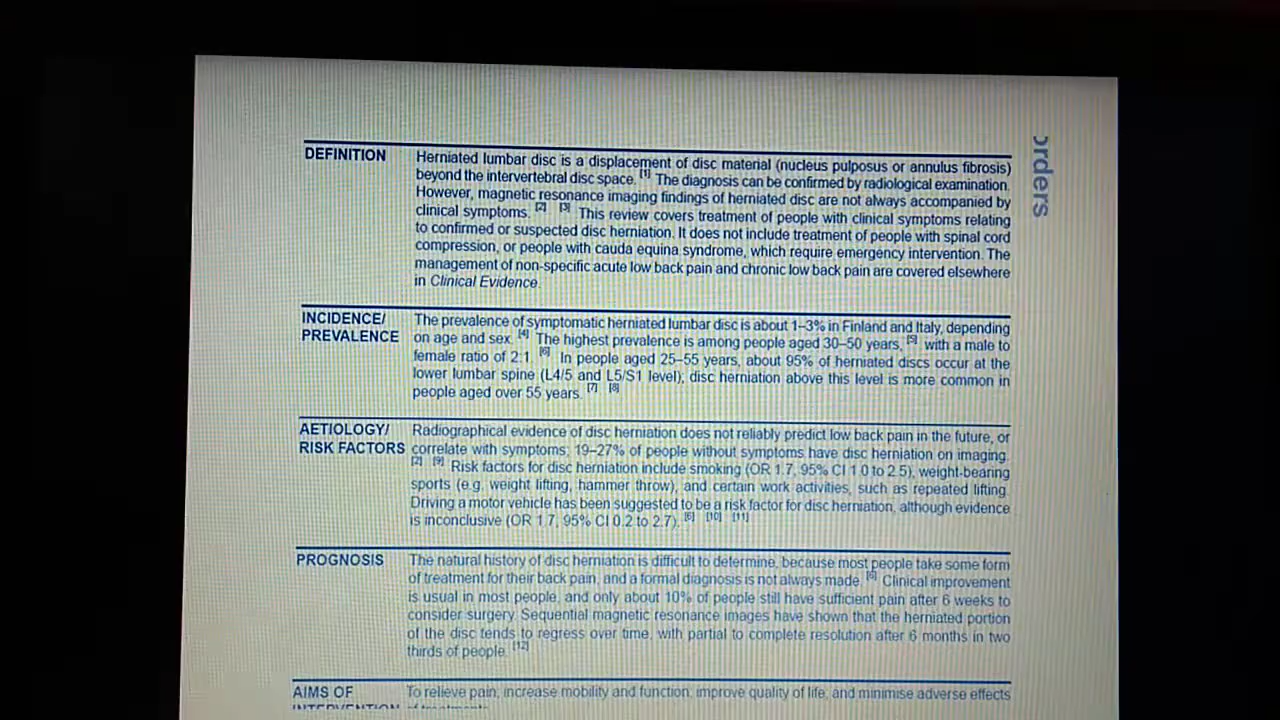 orders
DEFINITION
Herniated lumbar disc is a displacement of disc material (nucleus pulposus or annulus fibrosis)
beyond the intervertebral disc space. [1] The diagnosis can be confirmed by radiological examination.
However, magnetic resonance imaging findings of herniated disc are not always accompanied by
clinical symptoms. [2] [3] This review covers treatment of people with clinical symptoms relating
to confirmed or suspected disc herniation. It does not include treatment of people with spinal cord
compression, or people with cauda equina syndrome, which require emergency intervention. The
management of non-specific acute low back pain and chronic low back pain are covered elsewhere
in Clinical Evidence.
INCIDENCE/
PREVALENCE
The prevalence of symptomatic herniated lumbar disc is about 1–3% in Finland and Italy, depending
on age and sex. [4] The highest prevalence is among people aged 30–50 years, [5] with a male to
female ratio of 2:1. [6] In people aged 25–55 years, about 95% of herniated discs occur at the
lower lumbar spine (L4/5 and L5/S1 level); disc herniation above this level is more common in
people aged over 55 years. [7] [8]
AETIOLOGY/
RISK FACTORS
Radiographical evidence of disc herniation does not reliably predict low back pain in the future, or
correlate with symptoms; 19–27% of people without symptoms have disc herniation on imaging.
[2] [9] Risk factors for disc herniation include smoking (OR 1.7, 95% CI 1.0 to 2.5), weight-bearing
sports (e.g. weight lifting, hammer throw), and certain work activities, such as repeated lifting.
Driving a motor vehicle has been suggested to be a risk factor for disc herniation, although evidence
is inconclusive (OR 1.7, 95% CI 0.2 to 2.7). [6] [10] [11]
PROGNOSIS
The natural history of disc herniation is difficult to determine, because most people take some form
of treatment for their back pain, and a formal diagnosis is not always made. [6] Clinical improvement
is usual in most people, and only about 10% of people still have sufficient pain after 6 weeks to
consider surgery. Sequential magnetic resonance images have shown that the herniated portion
of the disc tends to regress over time, with partial to complete resolution after 6 months in two
thirds of people. [12]
AIMS OF
INTERVENTION
To relieve pain; increase mobility and function; improve quality of life; and minimise adverse effects
of treatments.